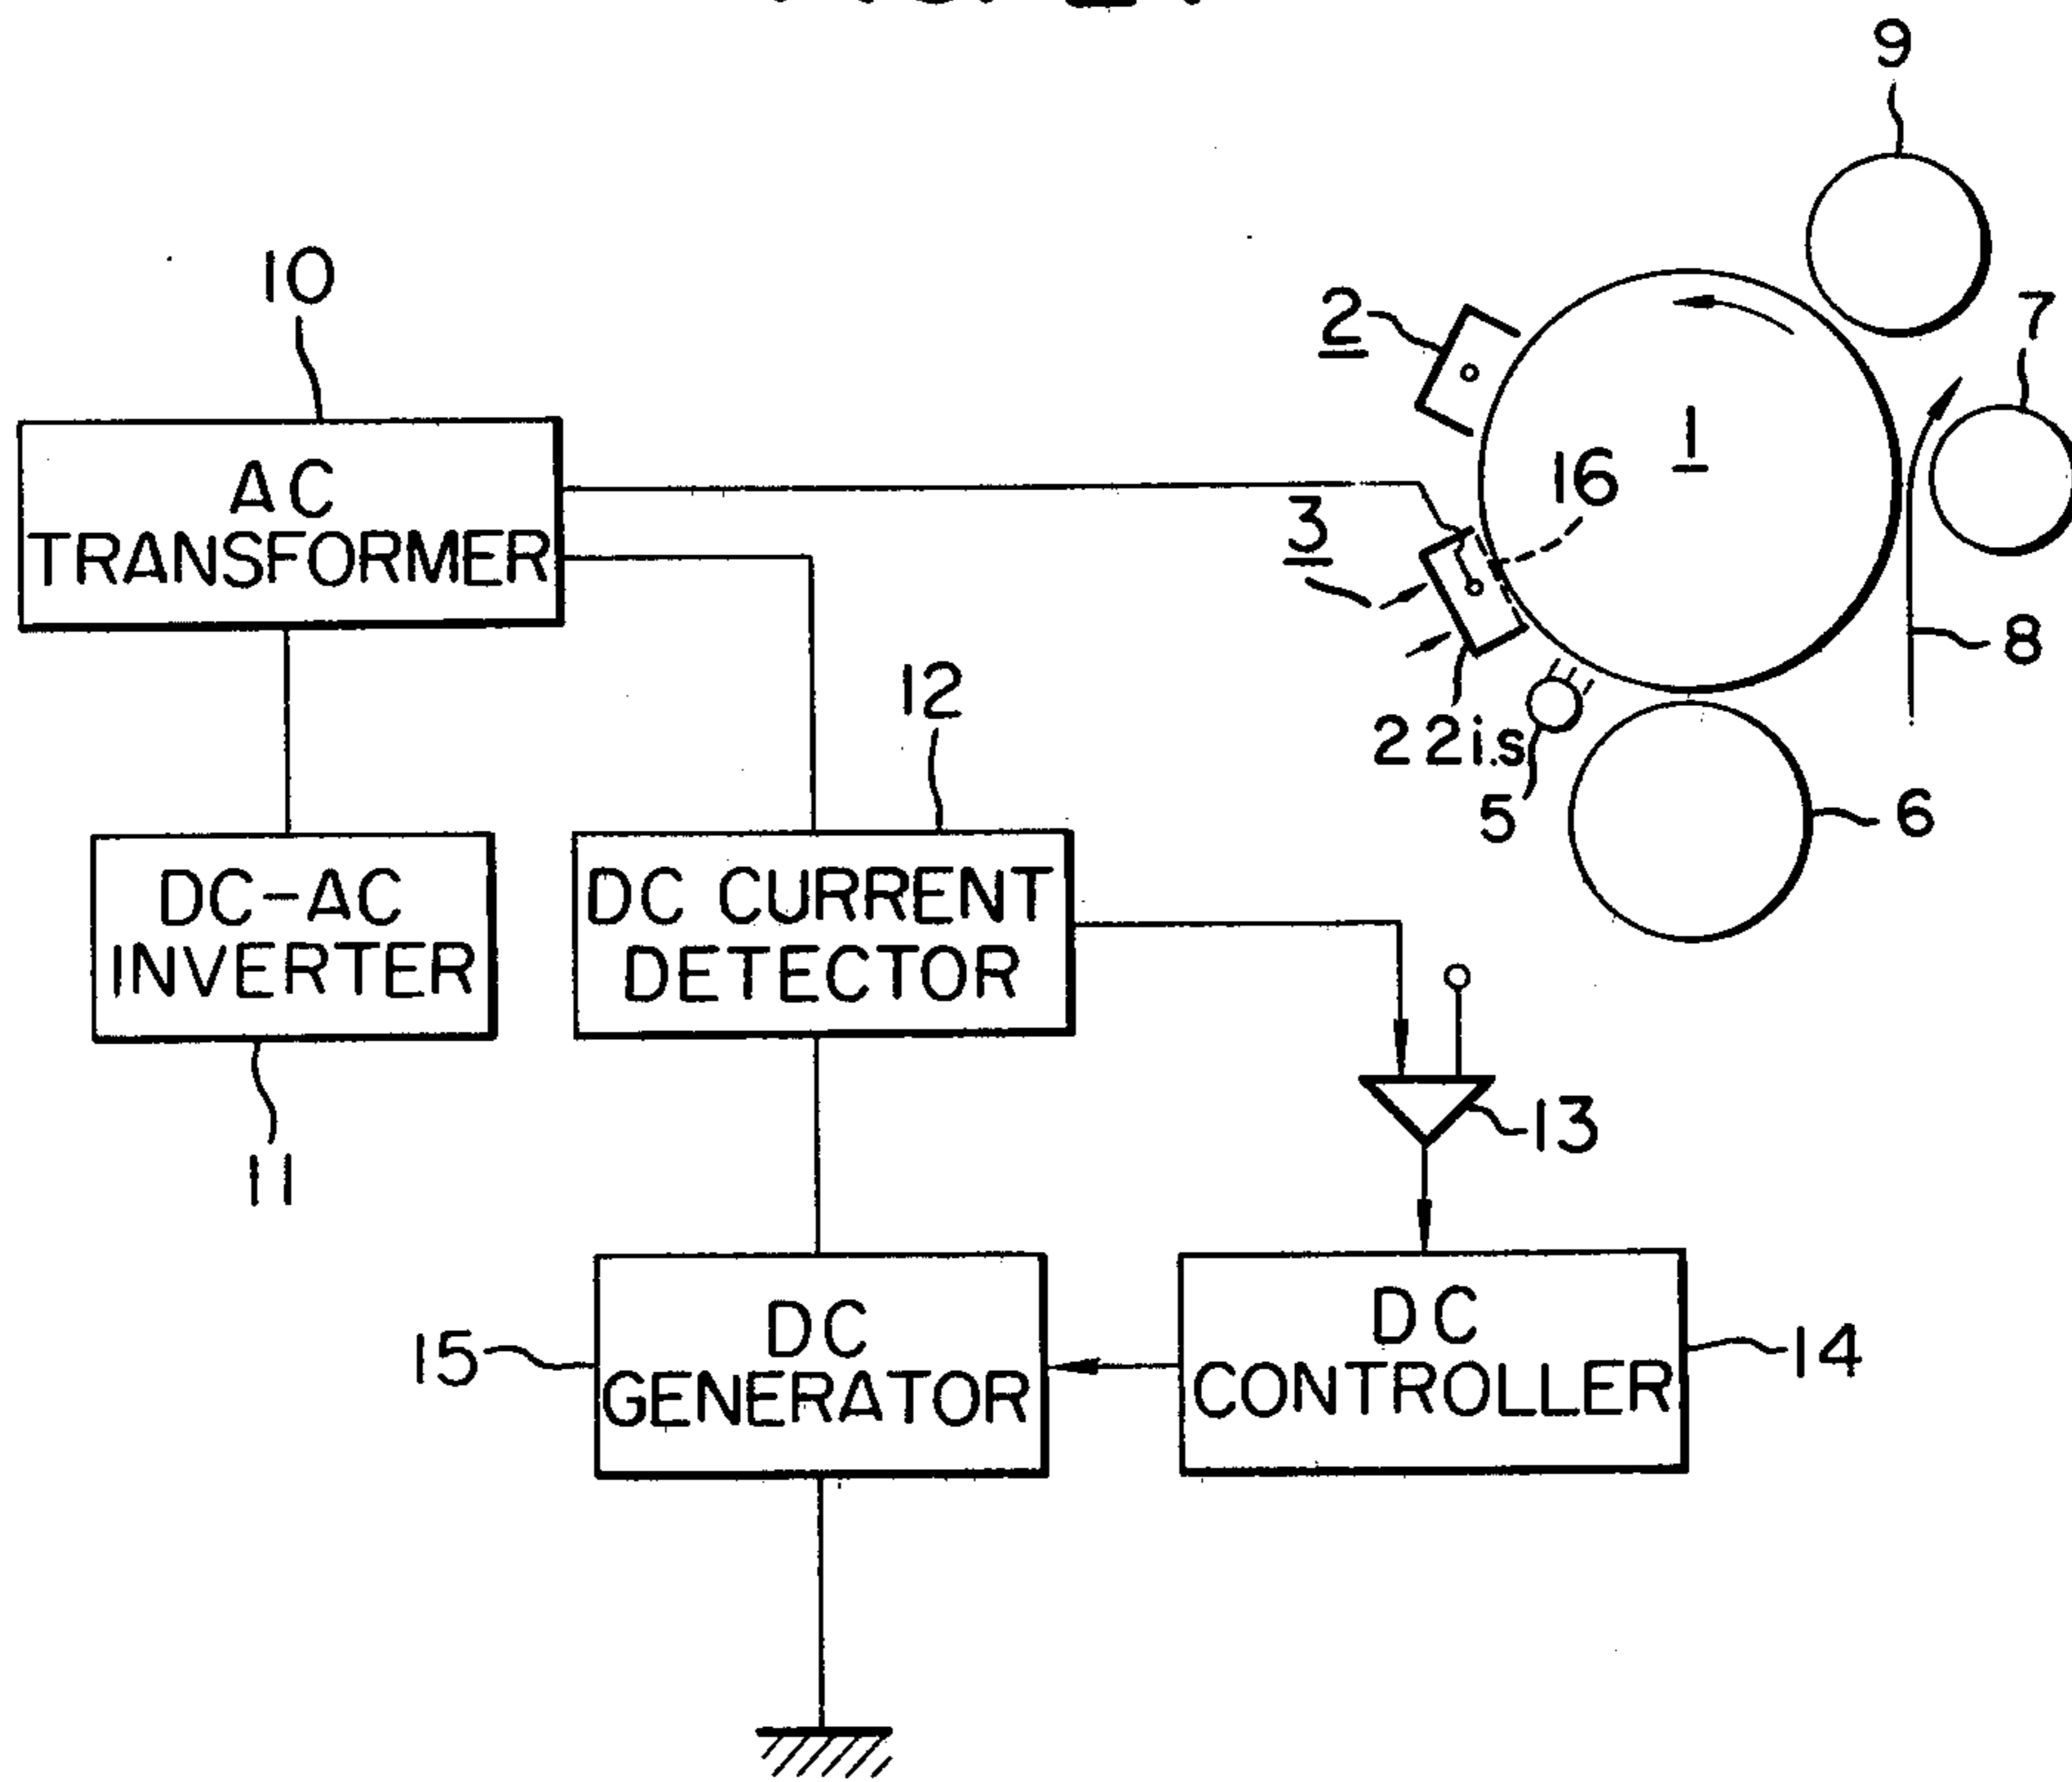 9
10
2
7
1
16
AC
TRANSFORMER
3
8
12
22i.s
5
6
DC-AC
INVERTER
DC CURRENT
DETECTOR
13
11
DC
GENERATOR
15
DC
CONTROLLER
14